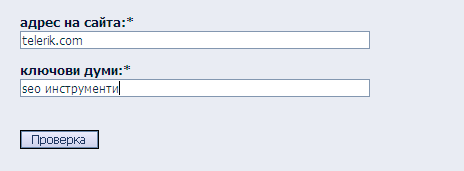 адрес на сайта:*
telerik.com
ключови думи:*
seo инструменти
Проверка